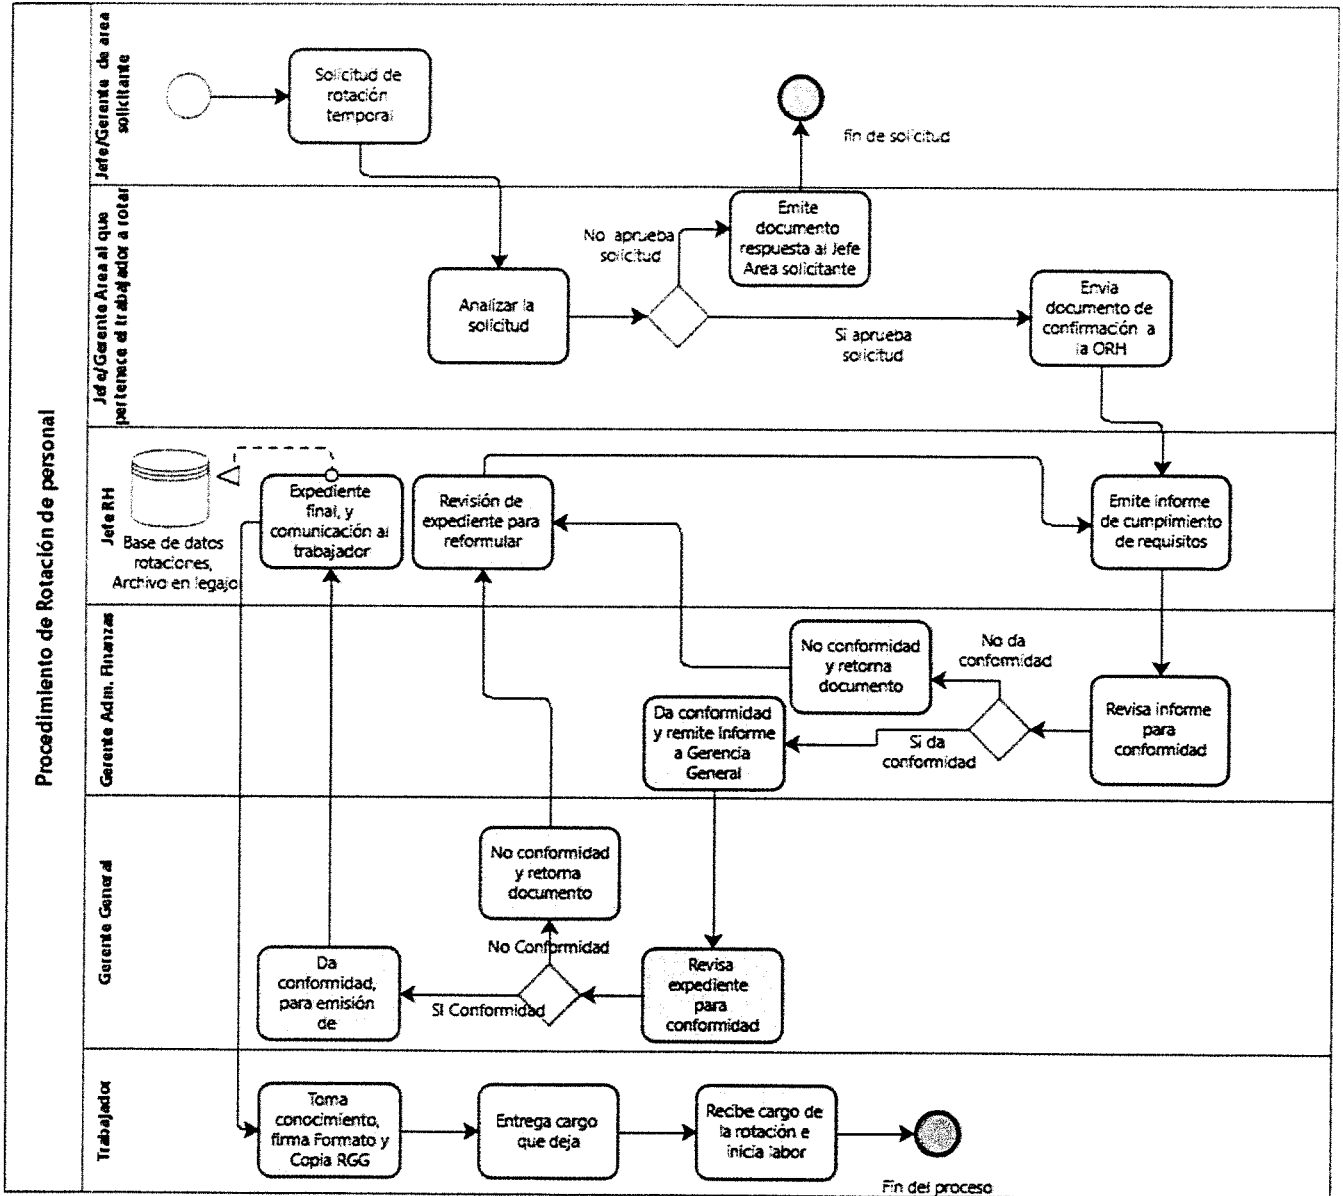 Procedimiento de Rotación de personal
Jefe/Gerente de area
solicitante
Solicitud de
rotación
temporal
fin de solicitud
Jefe/Gerente Area al que
pertenece el trabajador a rotar
Analizar la
solicitud
No aprueba
solicitud
Emite
documento
respuesta al Jefe
Area solicitante
Si aprueba
solicitud
Envia
documento de
confirmación a
la ORH
Jefe RH
Base de datos
rotaciones,
Archivo en legajo
Expediente
final, y
comunicación al
trabajador
Revisión de
expediente para
reformular
Emite informe
de cumplimiento
de requisitos
Gerente Adm. Finanzas
No conformidad
y retorna
documento
No da
conformidad
Da conformidad
y remite Informe
a Gerencia
General
Si da
conformidad
Revisa informe
para
conformidad
Gerente General
No conformidad
y retorna
documento
No Conformidad
Da
conformidad,
para emisión
de
SI Conformidad
Revisa
expediente
para
conformidad
Trabajador
Toma
conocimiento,
firma Formato y
Copia RGG
Entrega cargo
que deja
Recibe cargo de
la rotación e
inicia labor
Fin del proceso